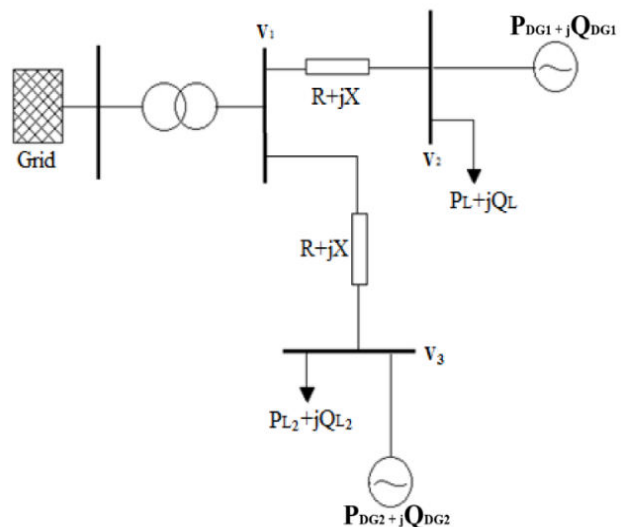 PDG1 + jQDG1
V1
R+jX
Grid
V2
PL+jQL
R+jX
V3
PL2+jQL2
PDG2 + jQDG2